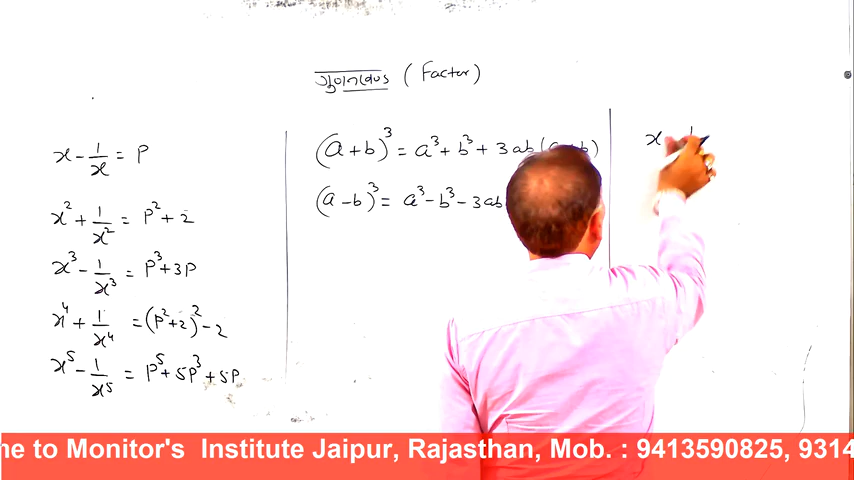 गुणनखण्ड (Factor)
x - 1/x = P
x² + 1/x² = P² + 2
x³ - 1/x³ = P³ + 3P
x⁴ + 1/x⁴ = (P² + 2)² - 2
x⁵ - 1/x⁵ = P⁵ + 5P³ + 5P
(a + b)³ = a³ + b³ + 3ab(a + b)
(a - b)³ = a³ - b³ - 3ab
x
1
ne to Monitor's Institute Jaipur, Rajasthan, Mob. : 9413590825, 9314